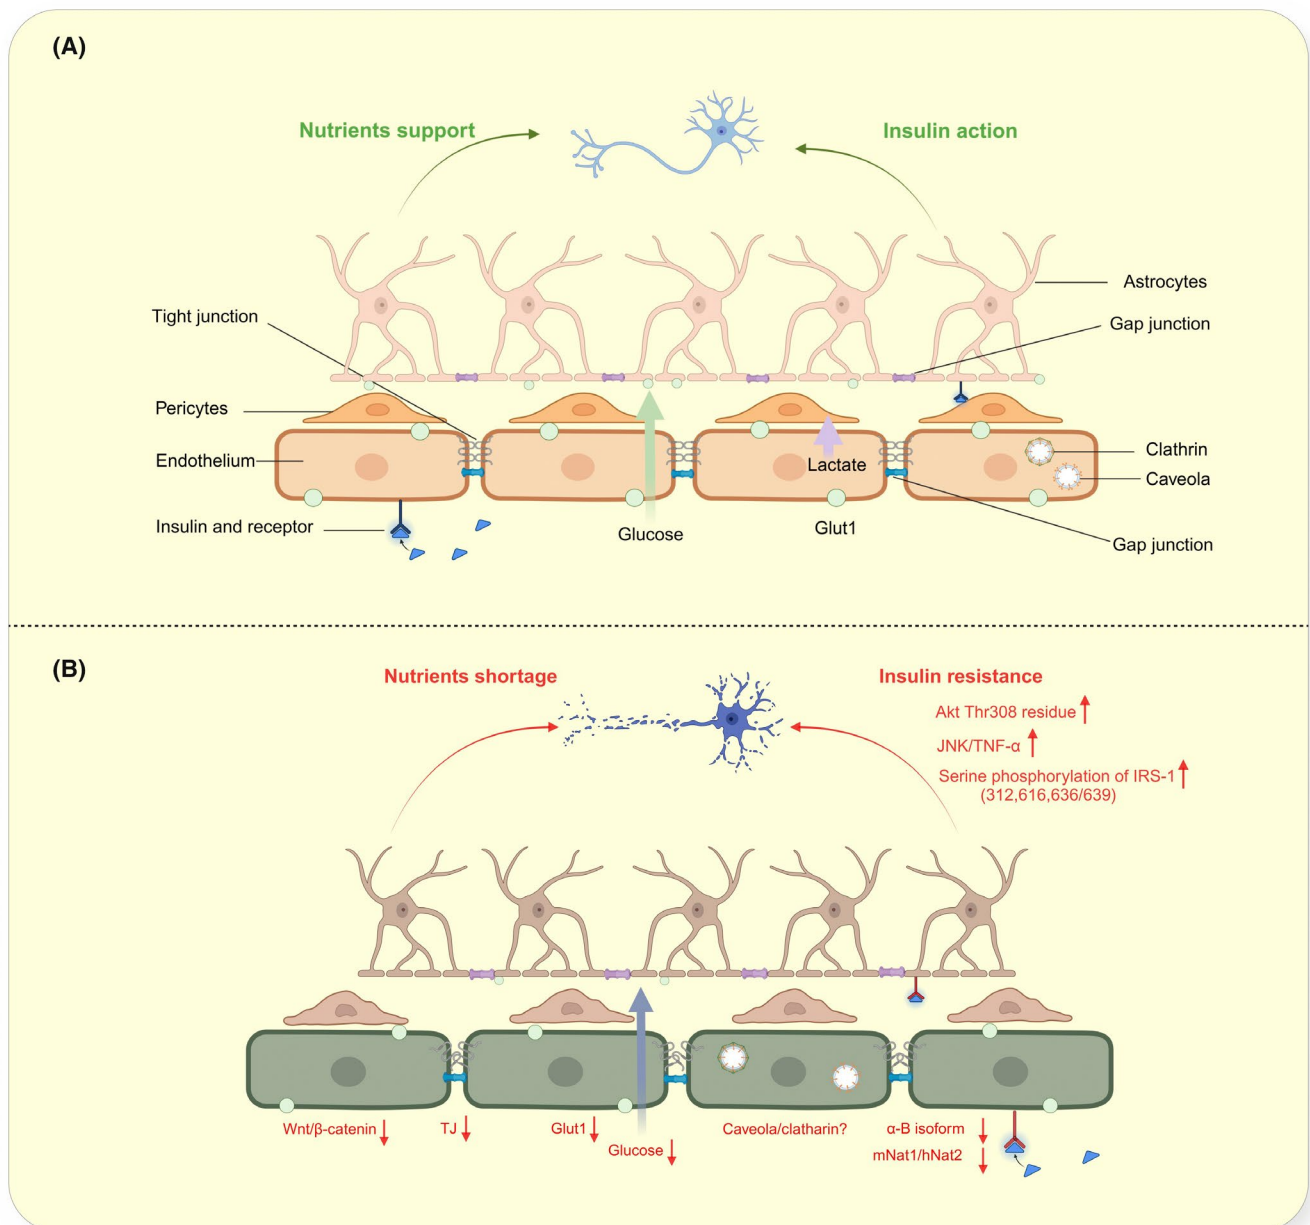 (A)
Nutrients support
Insulin action
Astrocytes
Tight junction
Gap junction
Pericytes
Clathrin
Endothelium
Lactate
Caveola
Insulin and receptor
Glucose
Glut1
Gap junction
(B)
Nutrients shortage
Insulin resistance
Akt Thr308 residue
JNK/TNF-α
Serine phosphorylation of IRS-1
(312,616,636/639)
Wnt/β-catenin
TJ
Glut1
Glucose
Caveola/clatharin?
α-B isoform
mNat1/hNat2